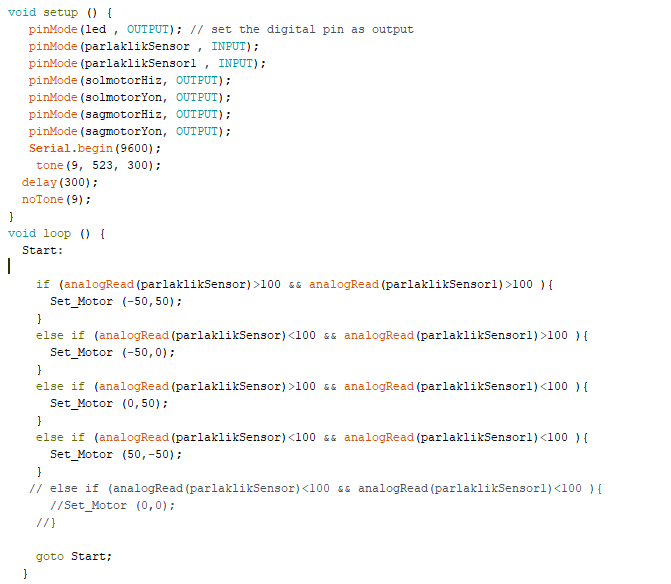 void setup () {
pinMode(led , OUTPUT); // set the digital pin as output
pinMode(parlaklikSensor , INPUT);
pinMode(parlaklikSensor1 , INPUT);
pinMode(solmotorHiz, OUTPUT);
pinMode(solmotorYon, OUTPUT);
pinMode(sagmotorHiz, OUTPUT);
pinMode(sagmotorYon, OUTPUT);
Serial.begin(9600);
tone(9, 523, 300);
delay(300);
noTone(9);
}
void loop () {
Start:
if (analogRead(parlaklikSensor)>100 && analogRead(parlaklikSensor1)>100 ){
Set_Motor (-50,50);
}
else if (analogRead(parlaklikSensor)<100 && analogRead(parlaklikSensor1)>100 ){
Set_Motor (-50,0);
}
else if (analogRead(parlaklikSensor)>100 && analogRead(parlaklikSensor1)<100 ){
Set_Motor (0,50);
}
else if (analogRead(parlaklikSensor)<100 && analogRead(parlaklikSensor1)<100 ){
Set_Motor (50,-50);
}
// else if (analogRead(parlaklikSensor)<100 && analogRead(parlaklikSensor1)<100 ){
//Set_Motor (0,0);
//}
goto Start;
}